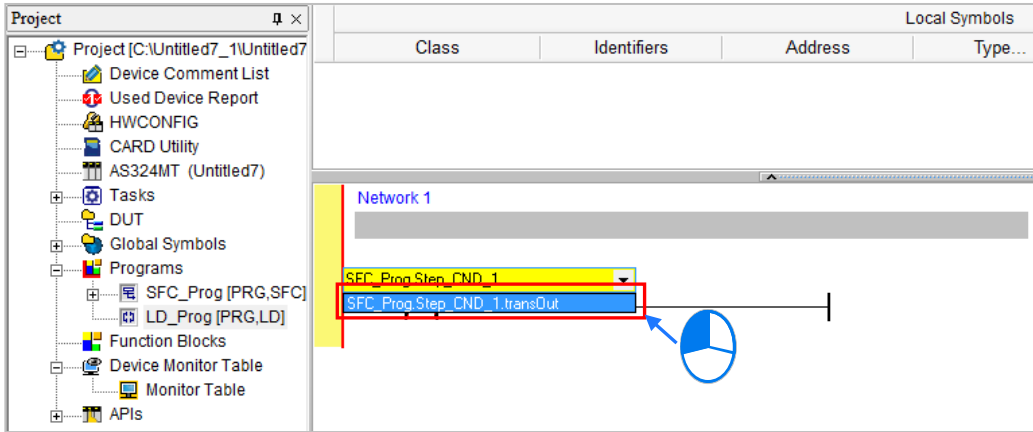 Project
Project [C:\Untitled7_1\Untitled7
Device Comment List
Used Device Report
HWCONFIG
CARD Utility
AS324MT (Untitled7)
Tasks
DUT
Global Symbols
Programs
SFC_Prog [PRG,SFC]
LD_Prog [PRG,LD]
Function Blocks
Device Monitor Table
Monitor Table
APIs
Local Symbols
Class Identifiers Address Type...
Network 1
SFC_Prog.Step_CND_1
SFC_Prog.Step_CND_1.transOut